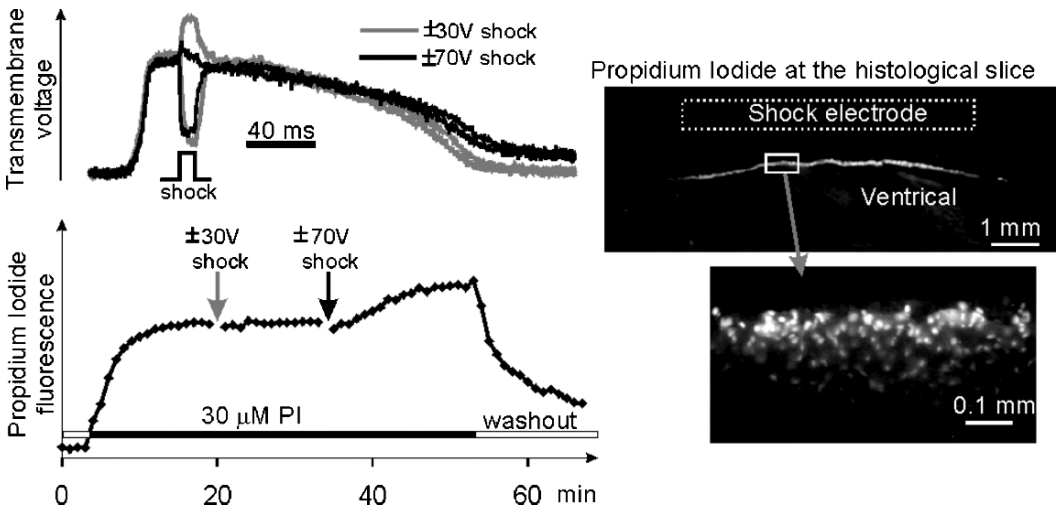 Transmembrane
voltage
±30V shock
±70V shock
40 ms
shock
Propidium Iodide
fluorescence
±30V
shock
±70V
shock
30 μM PI
washout
0
20
40
60
min
Propidium Iodide at the histological slice
Shock electrode
Ventrical
1 mm
0.1 mm